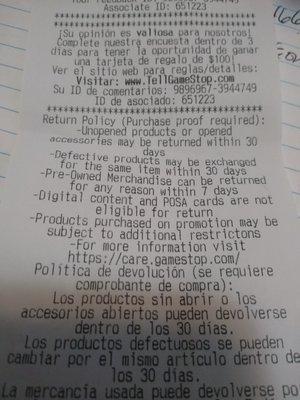 Associate ID: 651223
************************************
¡Su opinión es valiosa para nosotros!
Complete nuestra encuesta dentro de 3
días para tener la oportunidad de ganar
una tarjeta de regalo de $100!
Ver el sitio web para reglas/detalles:
Visitar: www.TellGameStop.com
Su ID de comentarios: 9896967-3944749
ID de asociado: 651223
************************************
Return Policy (Purchase proof required):
-Unopened products or opened
accessories may be returned within 30
days
-Defective products may be exchanged
for the same item within 30 days
-Pre-Owned Merchandise can be returned
for any reason within 7 days
-Digital content and POSA cards are not
eligible for return
-Products purchased on promotion may be
subject to additional restrictons
-For more information visit
https://care.gamestop.com/
Política de devolución (se requiere
comprobante de compra):
Los productos sin abrir o los
accesorios abiertos pueden devolverse
dentro de los 30 días.
Los productos defectuosos se pueden
cambiar por el mismo artículo dentro de
los 30 días.
La mercancía usada puede devolverse po